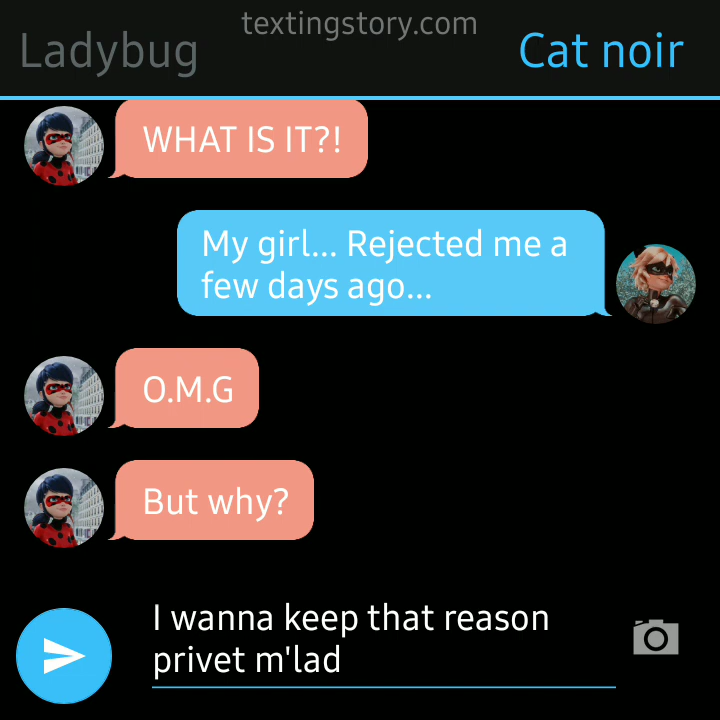 textingstory.com
Ladybug
Cat noir
WHAT IS IT?!
My girl... Rejected me a
few days ago...
O.M.G
But why?
I wanna keep that reason
privet m'lad